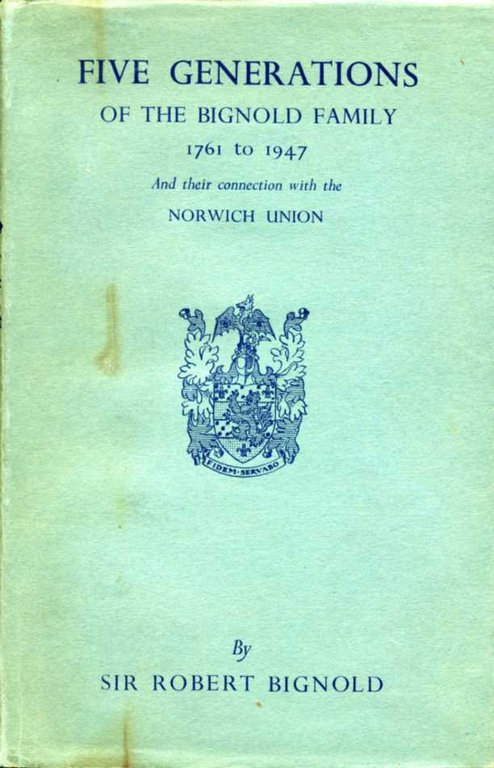 FIVE GENERATIONS
OF THE BIGNOLD FAMILY
1761 to 1947
And their connection with the
NORWICH UNION
FIDEM·SERVABO
By
SIR ROBERT BIGNOLD